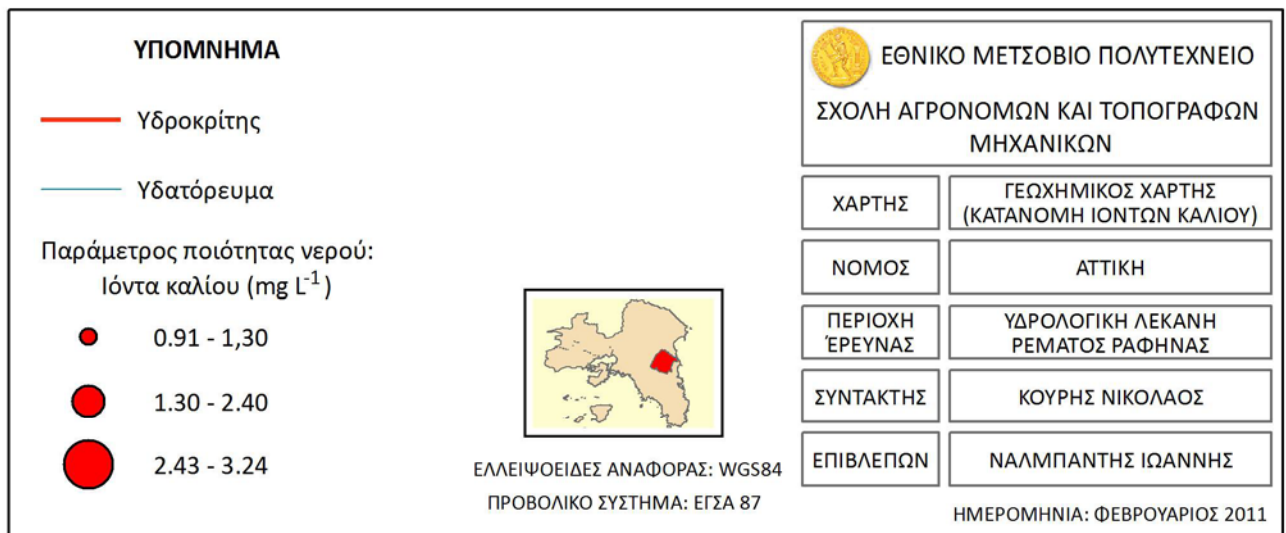 ΥΠΟΜΝΗΜΑ
Υδροκρίτης
Υδατόρευμα
Παράμετρος ποιότητας νερού:
Ιόντα καλίου (mg L-1)
0.91 - 1,30
1.30 - 2.40
2.43 - 3.24
ΕΛΛΕΙΨΟΕΙΔΕΣ ΑΝΑΦΟΡΑΣ: WGS84
ΠΡΟΒΟΛΙΚΟ ΣΥΣΤΗΜΑ: ΕΓΣΑ 87
ΕΘΝΙΚΟ ΜΕΤΣΟΒΙΟ ΠΟΛΥΤΕΧΝΕΙΟ
ΣΧΟΛΗ ΑΓΡΟΝΟΜΩΝ ΚΑΙ ΤΟΠΟΓΡΑΦΩΝ
ΜΗΧΑΝΙΚΩΝ
ΧΑΡΤΗΣ
ΓΕΩΧΗΜΙΚΟΣ ΧΑΡΤΗΣ
(ΚΑΤΑΝΟΜΗ ΙΟΝΤΩΝ ΚΑΛΙΟΥ)
ΝΟΜΟΣ
ΑΤΤΙΚΗ
ΠΕΡΙΟΧΗ
ΈΡΕΥΝΑΣ
ΥΔΡΟΛΟΓΙΚΗ ΛΕΚΑΝΗ
ΡΕΜΑΤΟΣ ΡΑΦΗΝΑΣ
ΣΥΝΤΑΚΤΗΣ
ΚΟΥΡΗΣ ΝΙΚΟΛΑΟΣ
ΕΠΙΒΛΕΠΩΝ
ΝΑΛΜΠΑΝΤΗΣ ΙΩΑΝΝΗΣ
ΗΜΕΡΟΜΗΝΙΑ: ΦΕΒΡΟΥΑΡΙΟΣ 2011